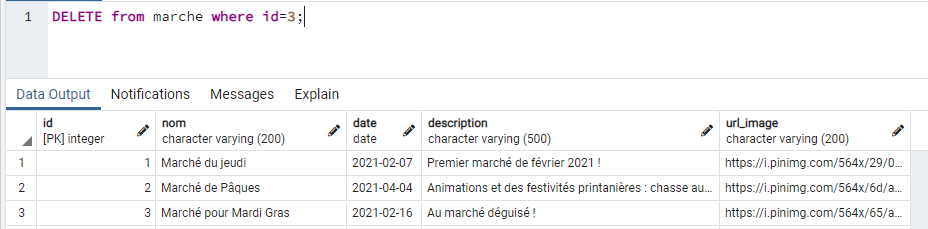 1 DELETE from marche where id=3;
Data Output Notifications Messages Explain
id nom date description url_image
[PK] integer character varying (200) date character varying (500) character varying (200)
1 1 Marché du jeudi 2021-02-07 Premier marché de février 2021 ! https://i.pinimg.com/564x/29/0...
2 2 Marché de Pâques 2021-04-04 Animations et des festivités printanières : chasse au... https://i.pinimg.com/564x/6d/a...
3 3 Marché pour Mardi Gras 2021-02-16 Au marché déguisé ! https://i.pinimg.com/564x/65/a...